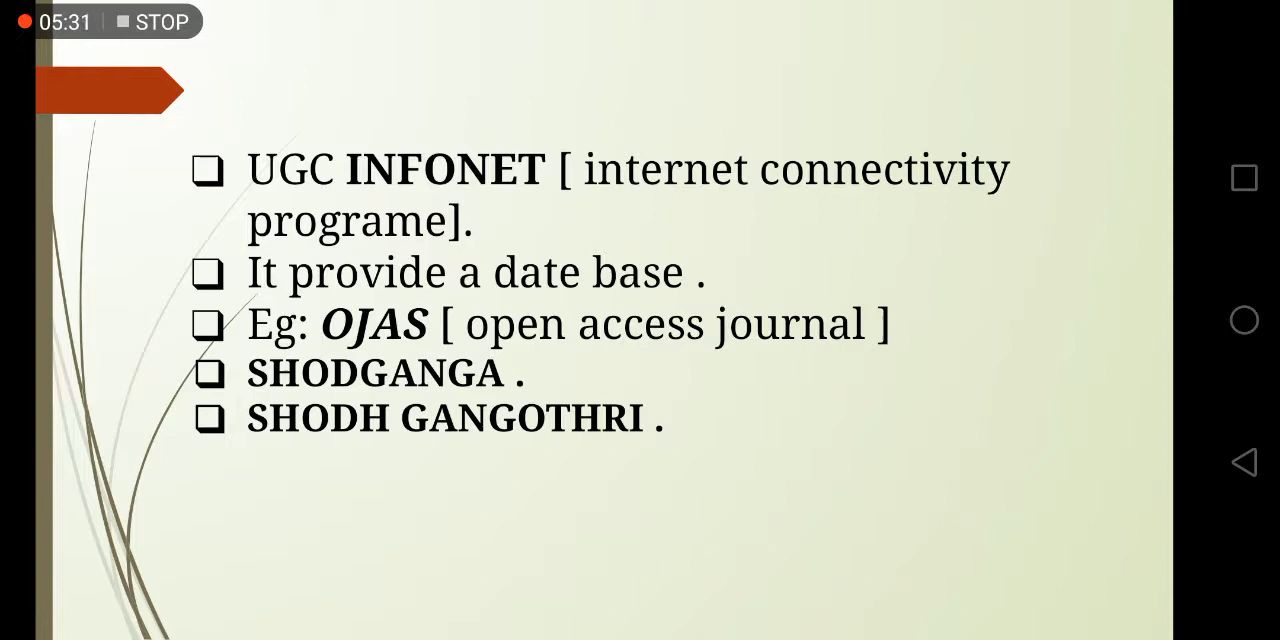 05:31 STOP
UGC INFONET [ internet connectivity
programe].
It provide a date base .
Eg: OJAS [ open access journal ]
SHODGANGA .
SHODH GANGOTHRI .